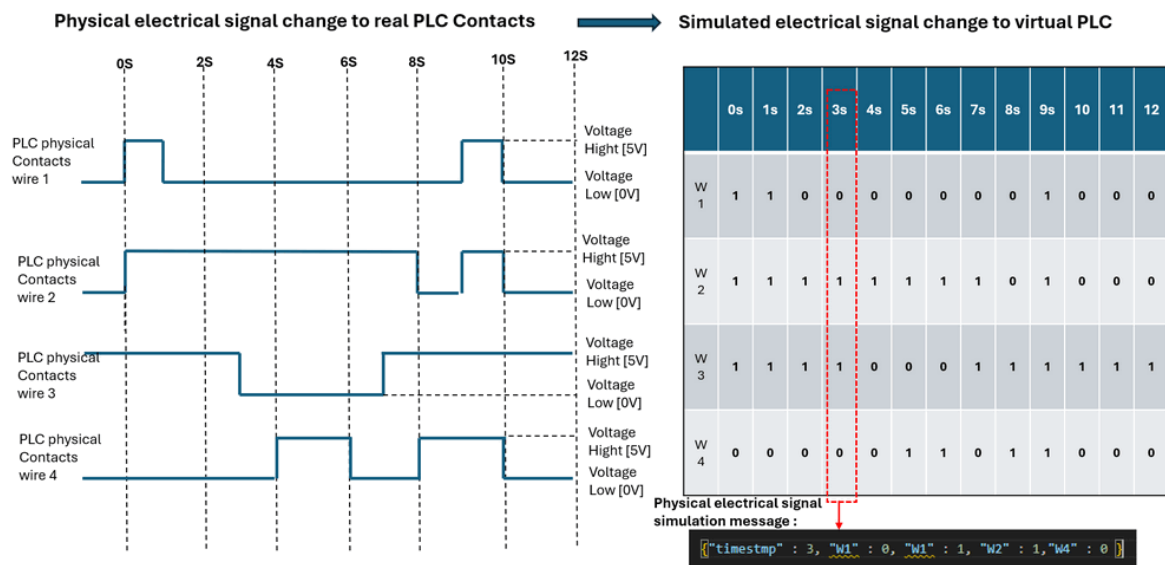 Physical electrical signal change to real PLC Contacts
Simulated electrical signal change to virtual PLC
0S 2S 4S 6S 8S 10S 12S
PLC physical
Contacts
wire 1
Voltage
Hight [5V]
Voltage
Low [0V]
PLC physical
Contacts
wire 2
Voltage
Hight [5V]
Voltage
Low [0V]
PLC physical
Contacts
wire 3
Voltage
Hight [5V]
Voltage
Low [0V]
PLC physical
Contacts
wire 4
Voltage
Hight [5V]
Voltage
Low [0V]
0s 1s 2s 3s 4s 5s 6s 7s 8s 9s 10 11 12
W
1
1 1 0 0 0 0 0 0 0 1 0 0 0
W
2
1 1 1 1 1 1 1 1 0 1 0 0 0
W
3
1 1 1 1 0 0 0 1 1 1 1 1 1
W
4
0 0 0 0 0 1 1 0 1 1 0 0 0
Physical electrical signal
simulation message :
{"timestmp" : 3, "W1" : 0, "W1" : 1, "W2" : 1,"W4" : 0 }